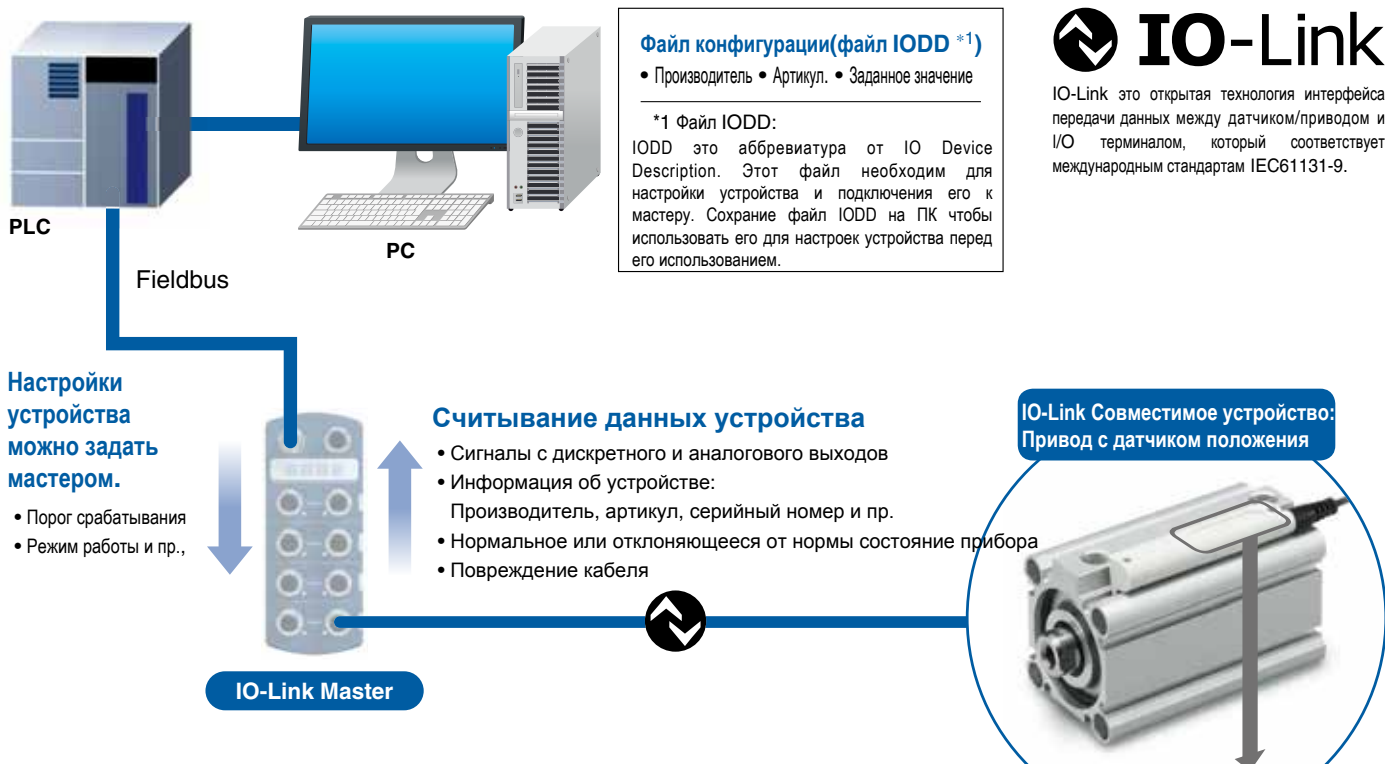 Файл конфигурации(файл IODD *1)
• Производитель • Артикул. • Заданное значение
*1 Файл IODD:
IODD это аббревиатура от IO Device
Description. Этот файл необходим для
настройки устройства и подключения его к
мастеру. Сохрание файл IODD на ПК чтобы
использовать его для настроек устройства перед
его использованием.
IO-Link
IO-Link это открытая технология интерфейса
передачи данных между датчиком/приводом и
I/O терминалом, который соответствует
международным стандартам IEC61131-9.
PLC
PC
Fieldbus
Настройки
устройства
можно задать
мастером.
• Порог срабатывания
• Режим работы и пр.,
Считывание данных устройства
• Сигналы с дискретного и аналогового выходов
• Информация об устройстве:
Производитель, артикул, серийный номер и пр.
• Нормальное или отклоняющееся от нормы состояние прибора
• Повреждение кабеля
IO-Link Совместимое устройство:
Привод с датчиком положения
IO-Link Master